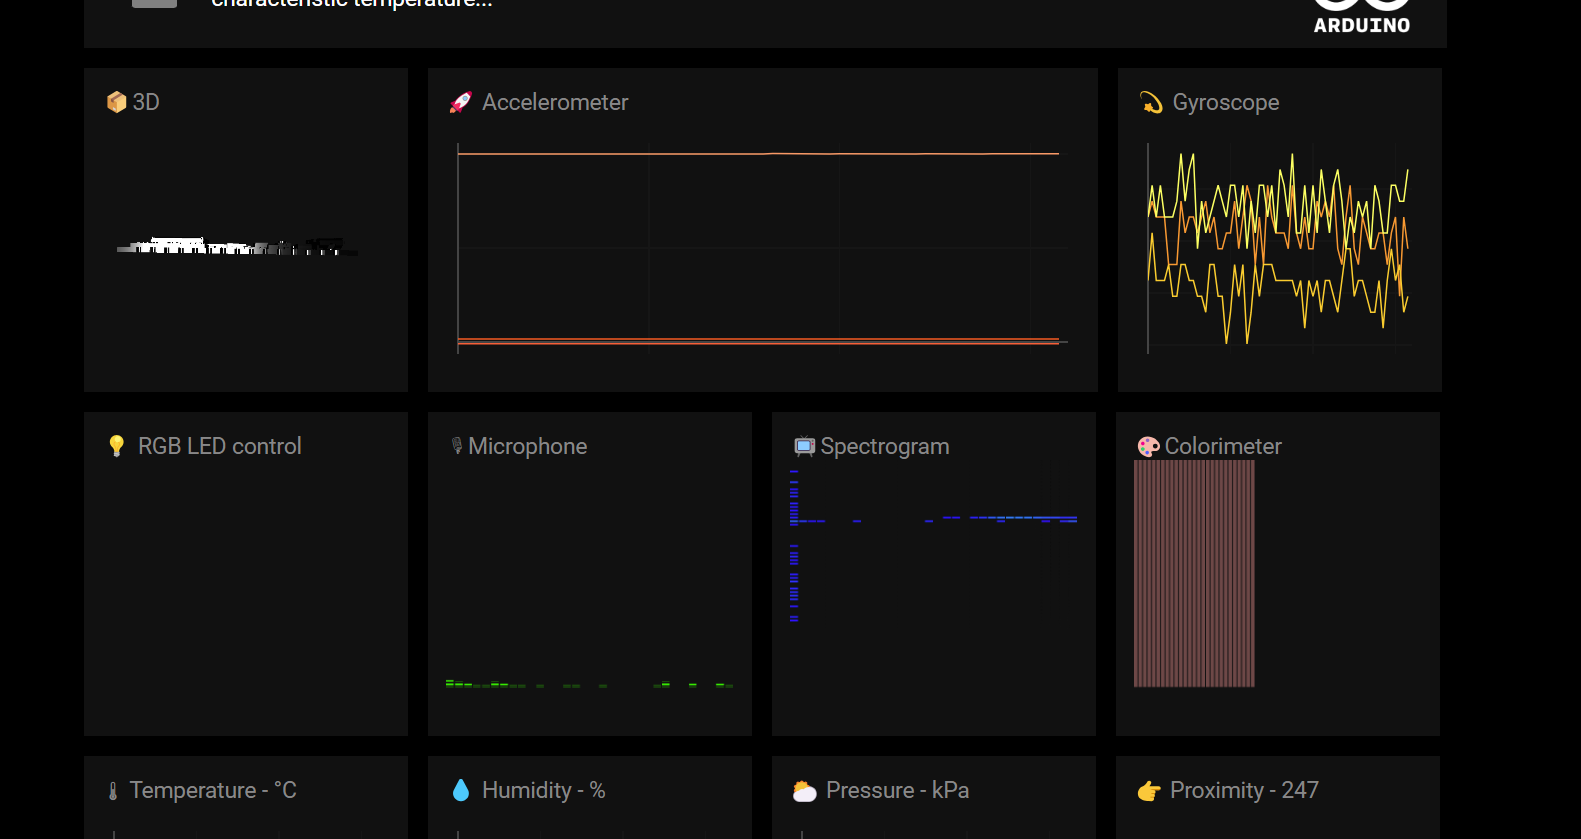 characteristic temperature...
ARDUINO
3D
Accelerometer
Gyroscope
RGB LED control
Microphone
Spectrogram
Colorimeter
Temperature - °C
Humidity - %
Pressure - kPa
Proximity - 247